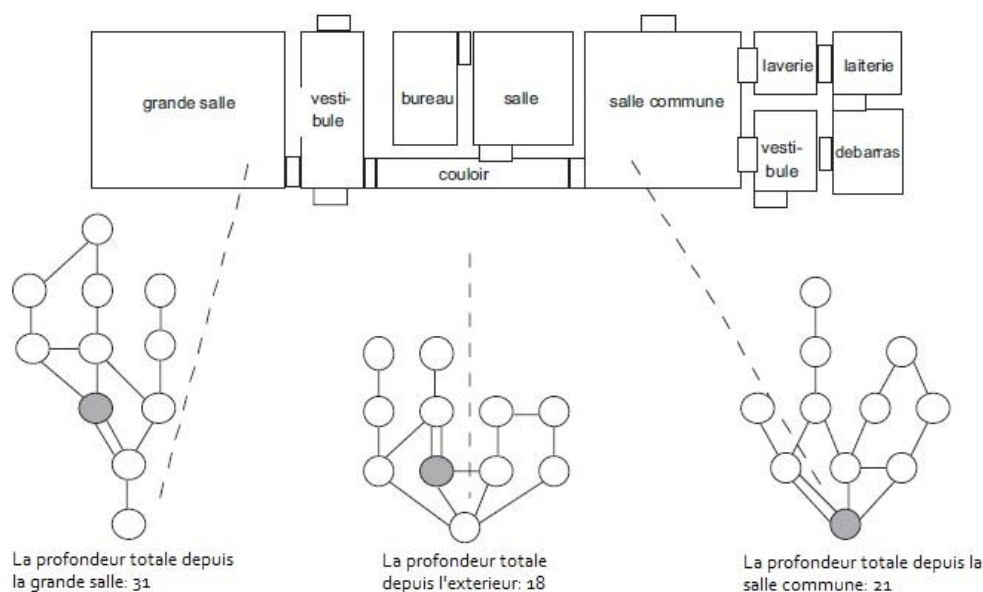 grande salle
vesti-
bule
bureau
salle
salle commune
laverie
laiterie
vesti-
bule
debarras
couloir
La profondeur totale depuis
la grande salle: 31
La profondeur totale
depuis l'exterieur: 18
La profondeur totale depuis la
salle commune: 21